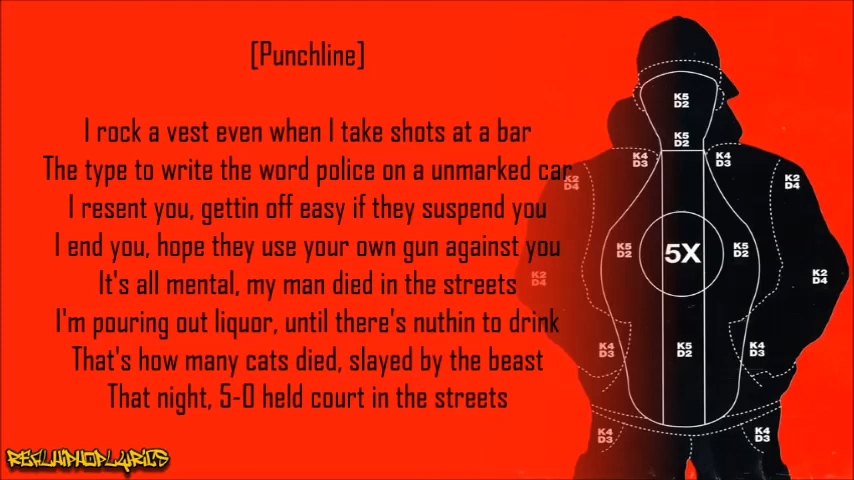 [Punchline]
I rock a vest even when I take shots at a bar
The type to write the word police on a unmarked car
I resent you, gettin off easy if they suspend you
I end you, hope they use your own gun against you
It's all mental, my man died in the streets
I'm pouring out liquor, until there's nuthin to drink
That's how many cats died, slayed by the beast
That night, 5-0 held court in the streets
REALHIPHOPLYRICS
K5
D2
K5
D2
K4
D3
K4
D3
K2
D4
K2
D4
K5
D2
5X
K5
D2
K2
D4
K2
D4
K4
D3
K5
D2
K4
D3
K4
D3
K4
D3